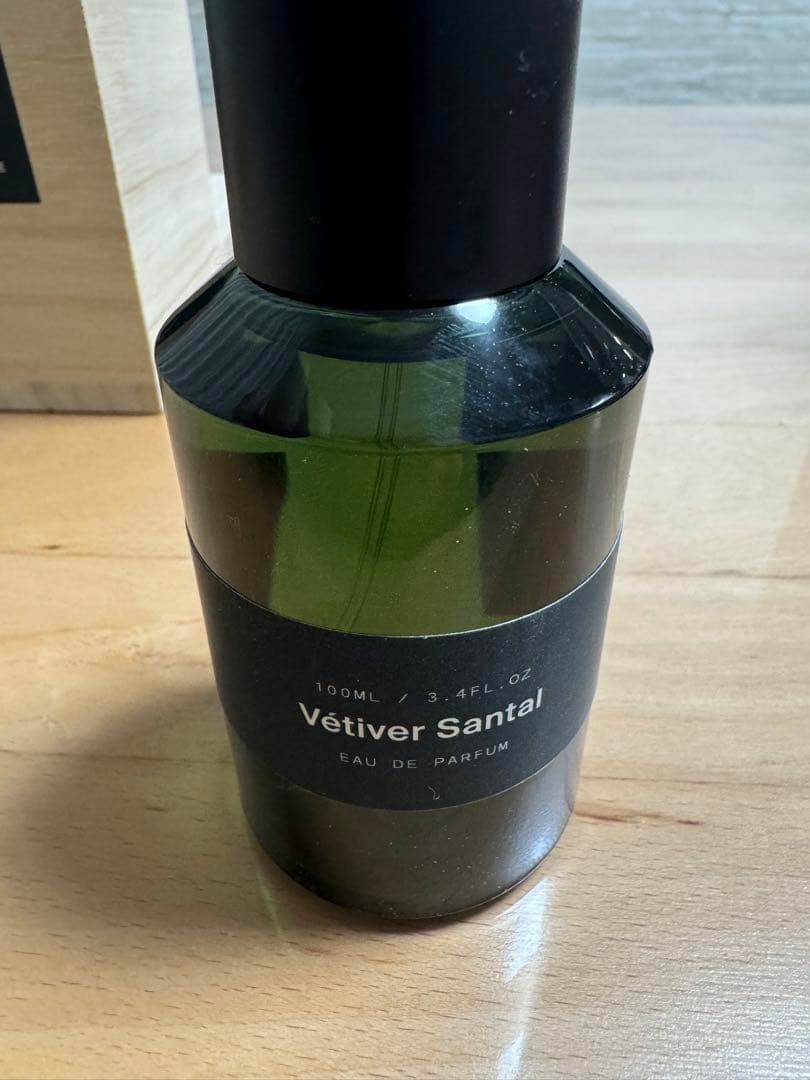 100ML / 3.4FL.OZ
Vétiver Santal
EAU DE PARFUM